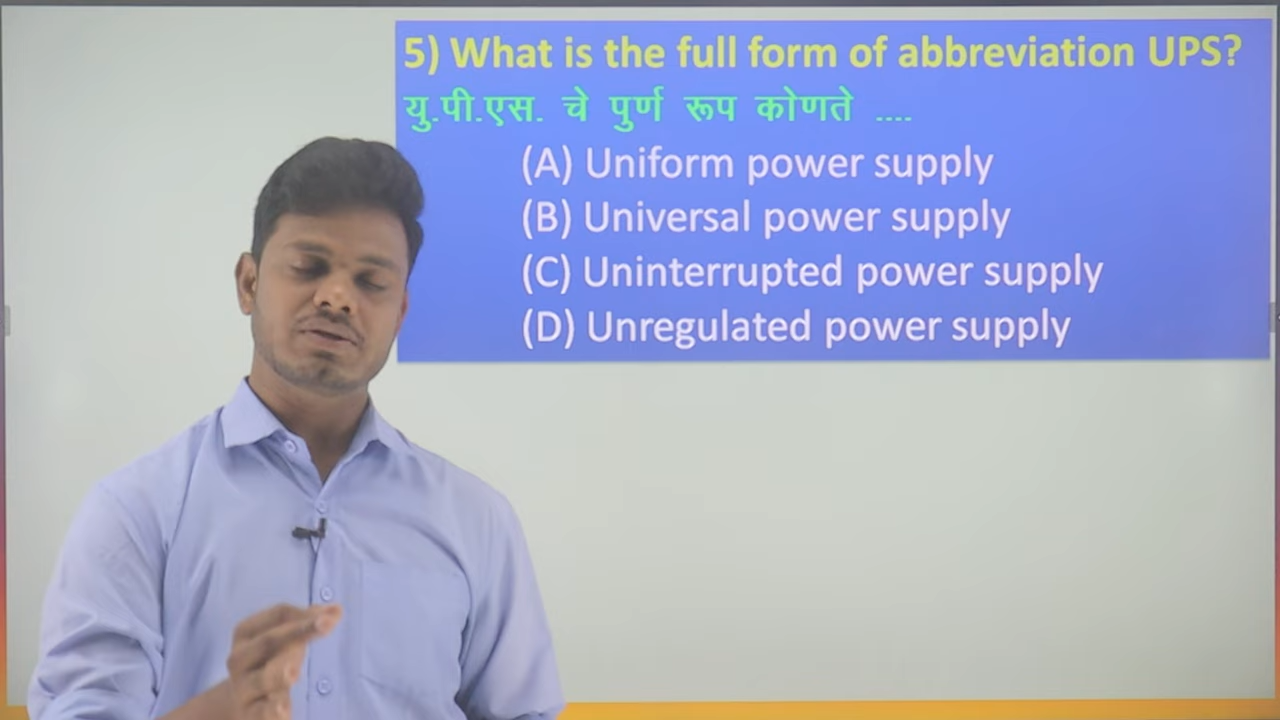 5) What is the full form of abbreviation UPS?
यु.पी.एस. चे पुर्ण रूप कोणते ....
(A) Uniform power supply
(B) Universal power supply
(C) Uninterrupted power supply
(D) Unregulated power supply